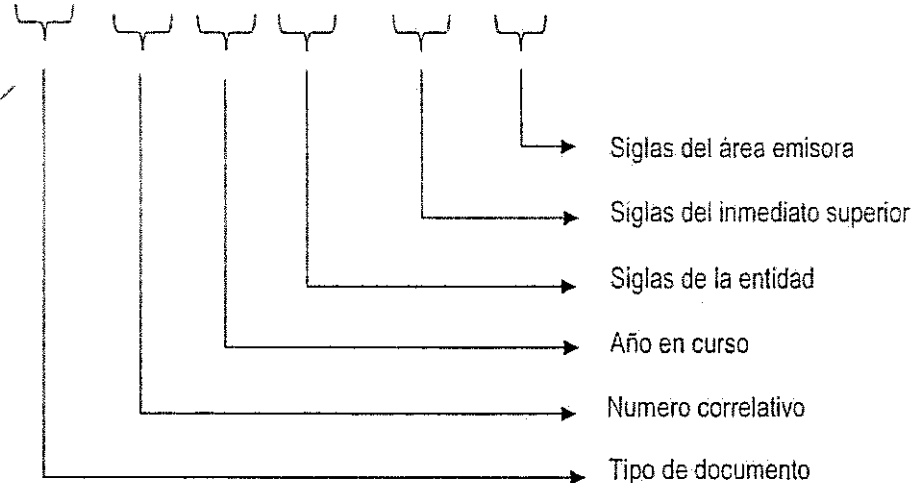 Siglas del área emisora
Siglas del inmediato superior
Siglas de la entidad
Año en curso
Numero correlativo
Tipo de documento